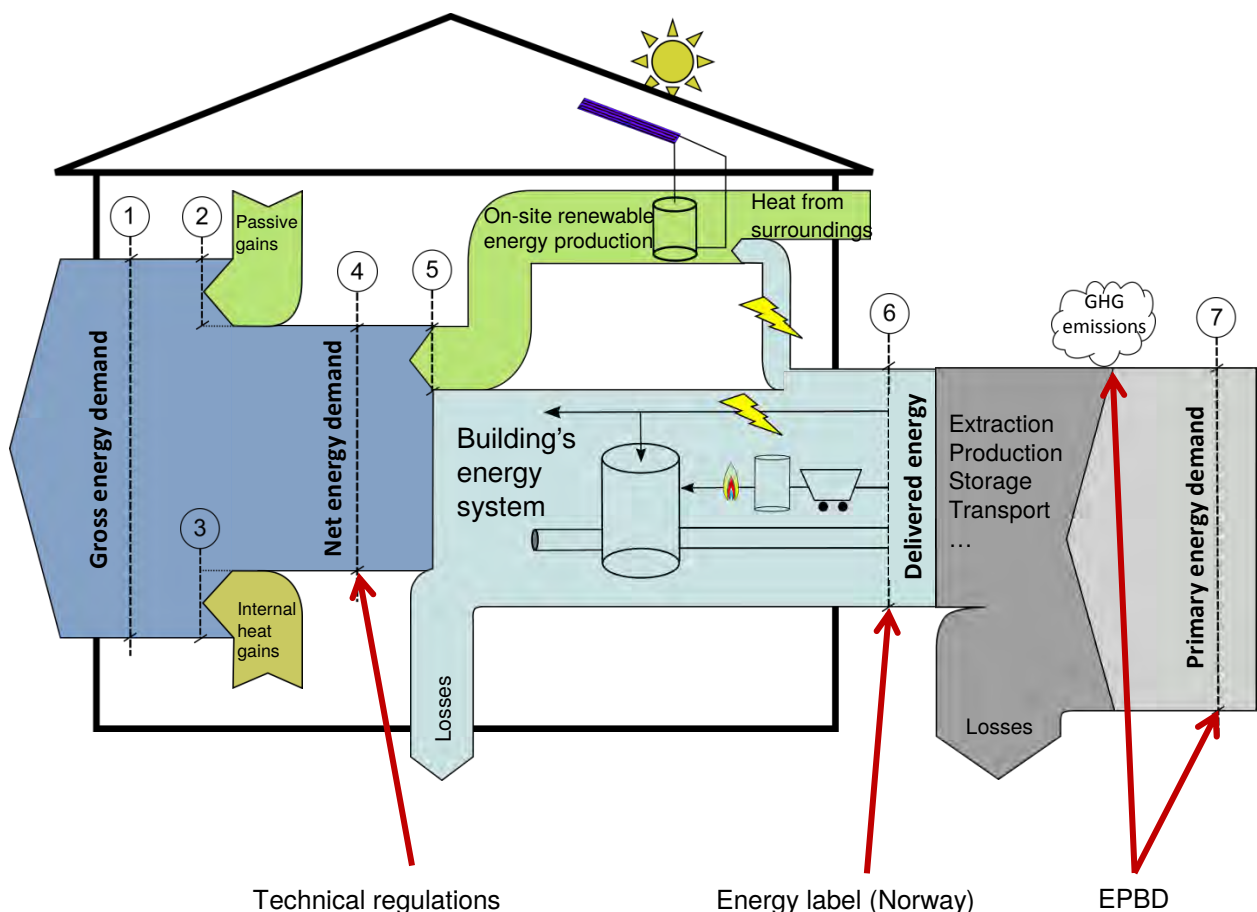 1
2
Passive
gains
4
5
On-site renewable
energy production
Heat from
surroundings
6
GHG
emissions
7
Gross energy demand
Net energy demand
Building's
energy
system
Delivered energy
Extraction
Production
Storage
Transport
...
Primary energy demand
3
Internal
heat
gains
Losses
Losses
Technical regulations
Energy label (Norway)
EPBD